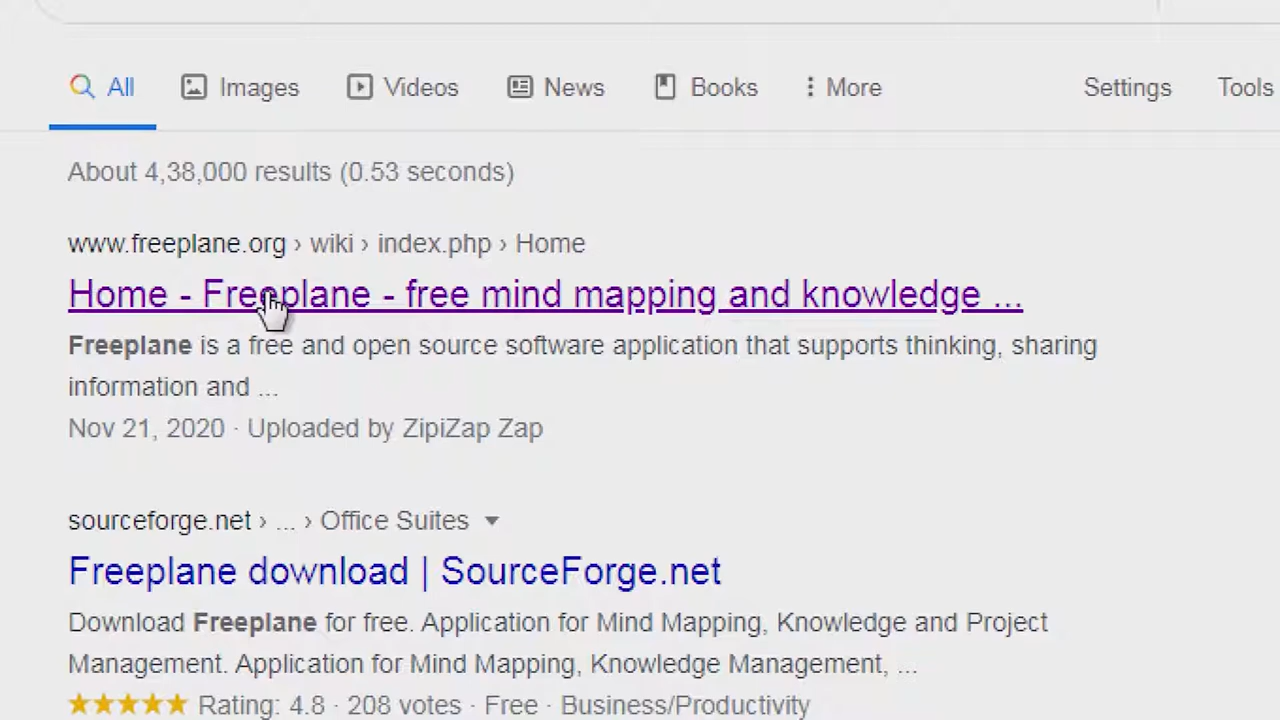 All Images Videos News Books More Settings Tools
About 4,38,000 results (0.53 seconds)
www.freeplane.org › wiki › index.php › Home
Home - Freeplane - free mind mapping and knowledge ...
Freeplane is a free and open source software application that supports thinking, sharing
information and ...
Nov 21, 2020 · Uploaded by ZipiZap Zap
sourceforge.net › ... › Office Suites
Freeplane download | SourceForge.net
Download Freeplane for free. Application for Mind Mapping, Knowledge and Project
Management. Application for Mind Mapping, Knowledge Management, ...
Rating: 4.8 · 208 votes · Free · Business/Productivity